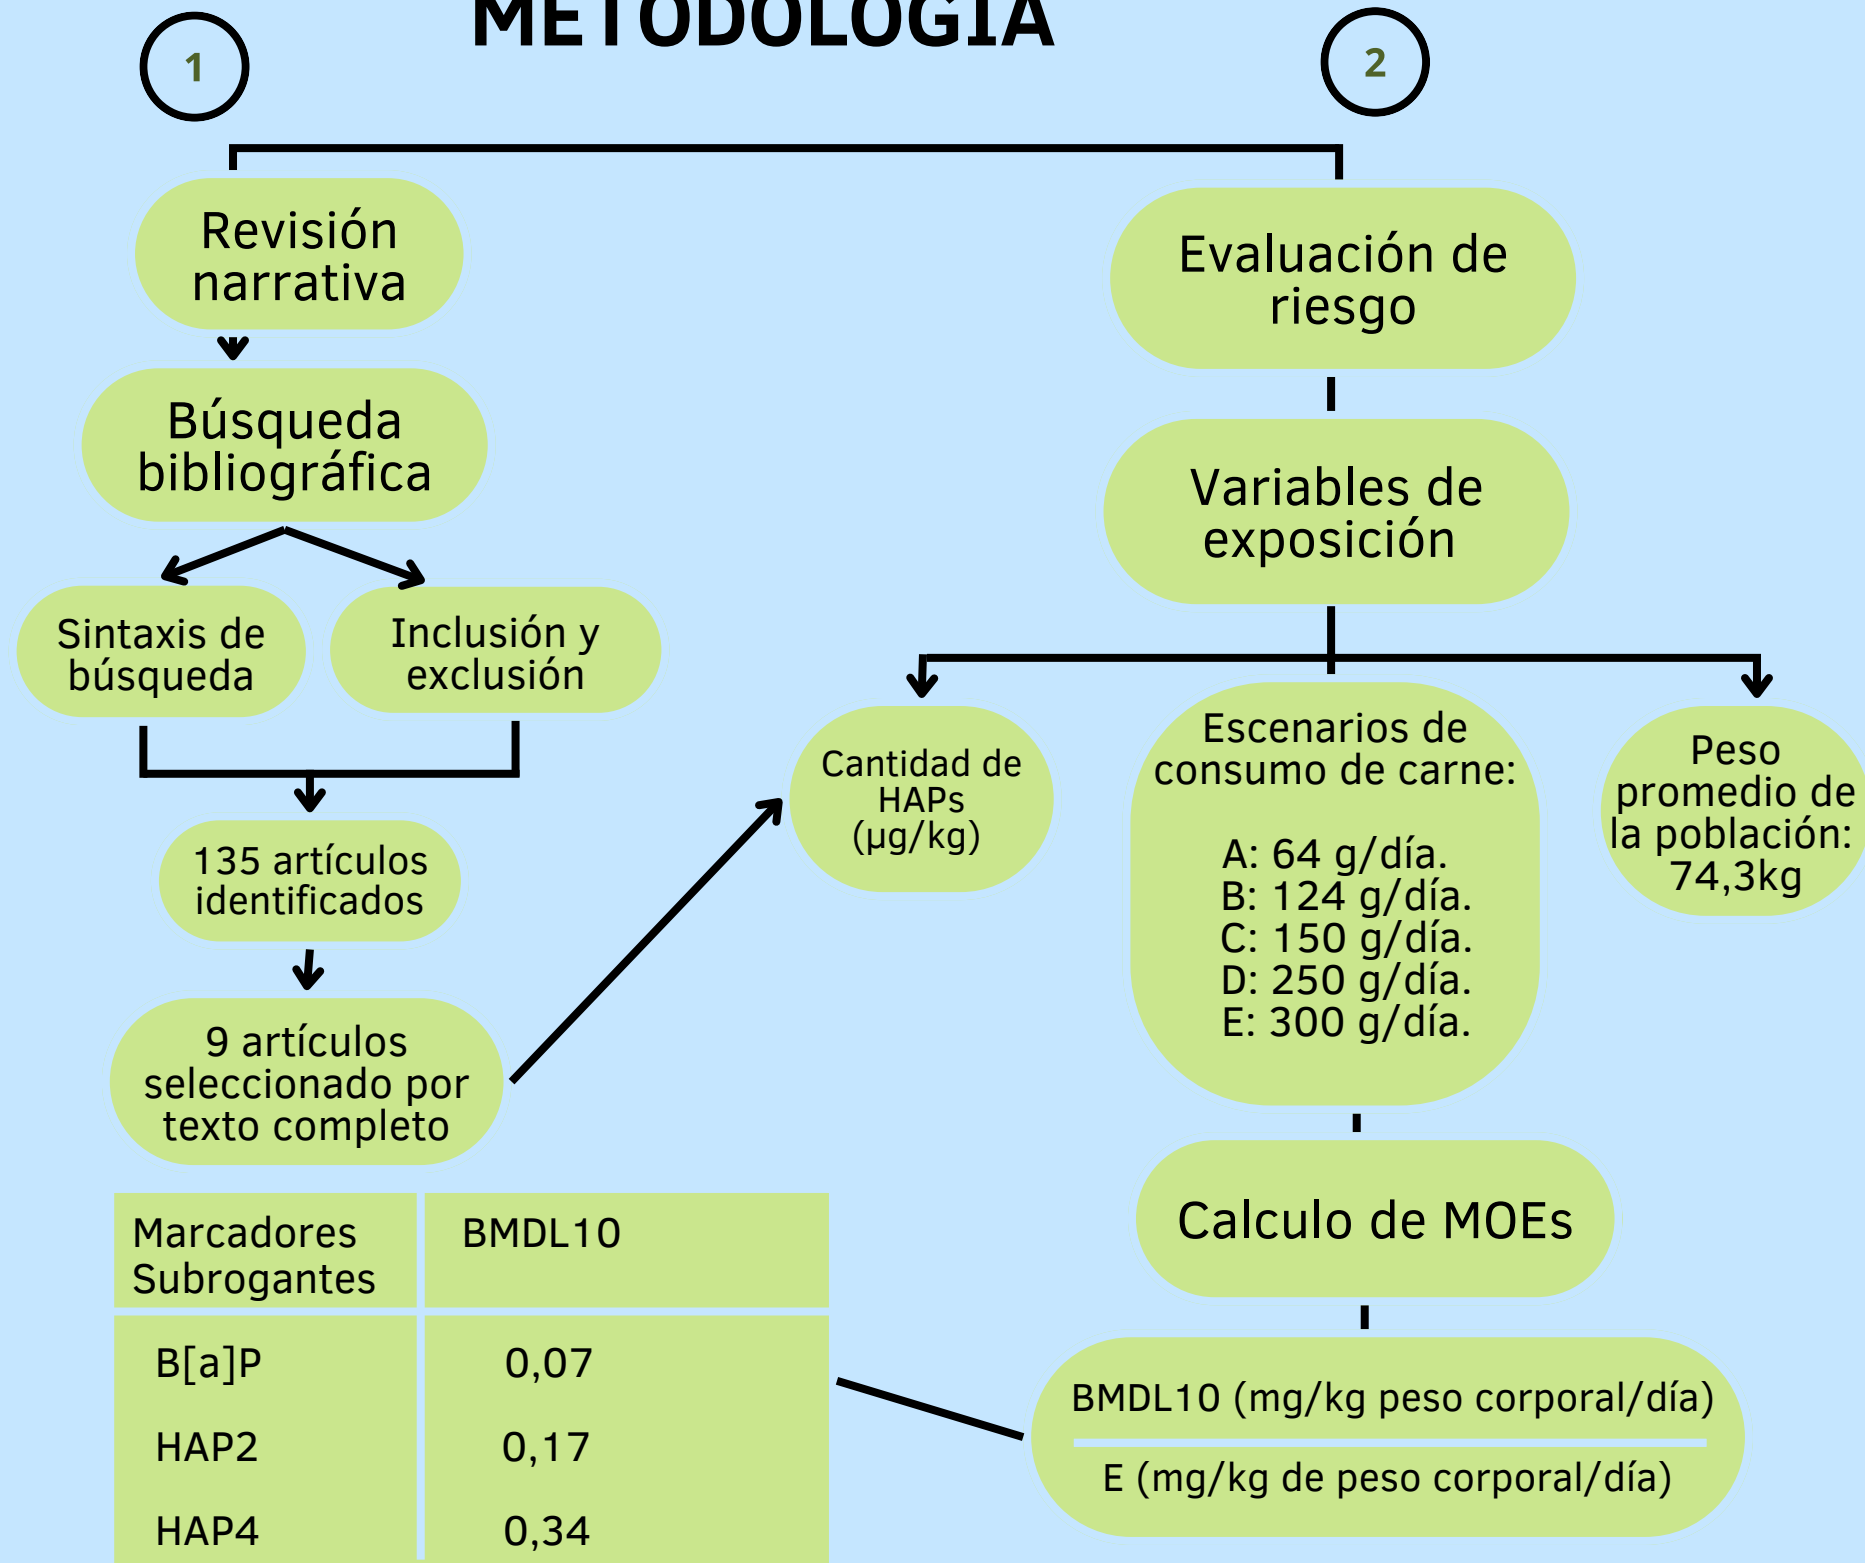 METODOLOGÍA
1
2
Revisión
narrativa
Búsqueda
bibliográfica
Sintaxis de
búsqueda
Inclusión y
exclusión
135 artículos
identificados
9 artículos
seleccionado por
texto completo
Evaluación de
riesgo
Variables de
exposición
Cantidad de
HAPs
(µg/kg)
Escenarios de
consumo de carne:
A: 64 g/día.
B: 124 g/día.
C: 150 g/día.
D: 250 g/día.
E: 300 g/día.
Peso
promedio de
la población:
74,3kg
Calculo de MOEs
BMDL10 (mg/kg peso corporal/día)
E (mg/kg de peso corporal/día)
Marcadores BMDL10
Subrogantes
B[a]P 0,07
HAP2 0,17
HAP4 0,34